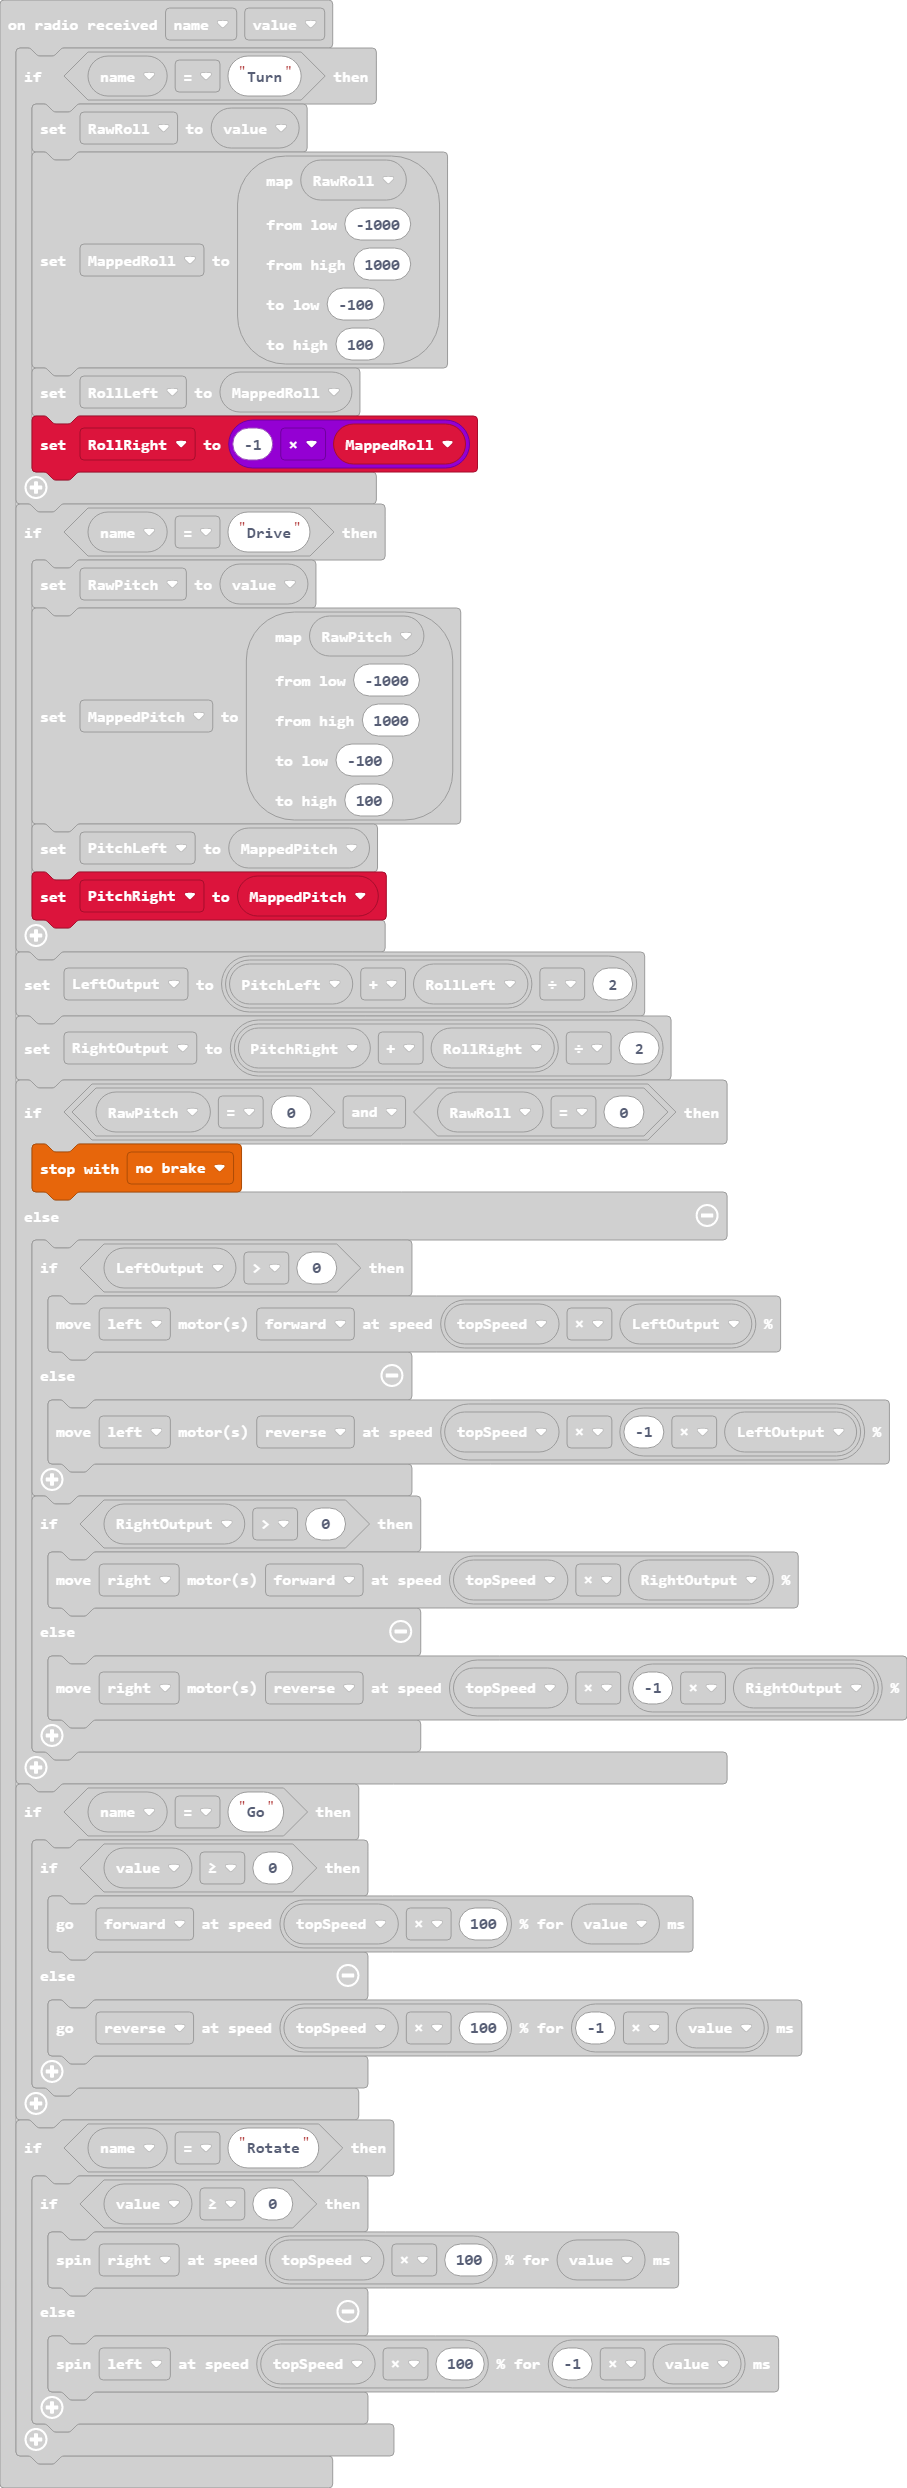 on radio received name value
if name = "Turn" then
set RawRoll to value
map RawRoll
from low -1000
set MappedRoll to from high 1000
to low -100
to high 100
set RollLeft to MappedRoll
set RollRight to -1 × MappedRoll
if name = "Drive" then
set RawPitch to value
map RawPitch
from low -1000
set MappedPitch to from high 1000
to low -100
to high 100
set PitchLeft to MappedPitch
set PitchRight to MappedPitch
set LeftOutput to PitchLeft + RollLeft ÷ 2
set RightOutput to PitchRight + RollRight ÷ 2
if RawPitch = 0 and RawRoll = 0 then
stop with no brake
else
if LeftOutput > 0 then
move left motor(s) forward at speed topSpeed × LeftOutput %
else
move left motor(s) reverse at speed topSpeed × -1 × LeftOutput %
if RightOutput > 0 then
move right motor(s) forward at speed topSpeed × RightOutput %
else
move right motor(s) reverse at speed topSpeed × -1 × RightOutput %
if name = "Go" then
if value ≥ 0 then
go forward at speed topSpeed × 100 % for value ms
else
go reverse at speed topSpeed × 100 % for -1 × value ms
if name = "Rotate" then
if value ≥ 0 then
spin right at speed topSpeed × 100 % for value ms
else
spin left at speed topSpeed × 100 % for -1 × value ms